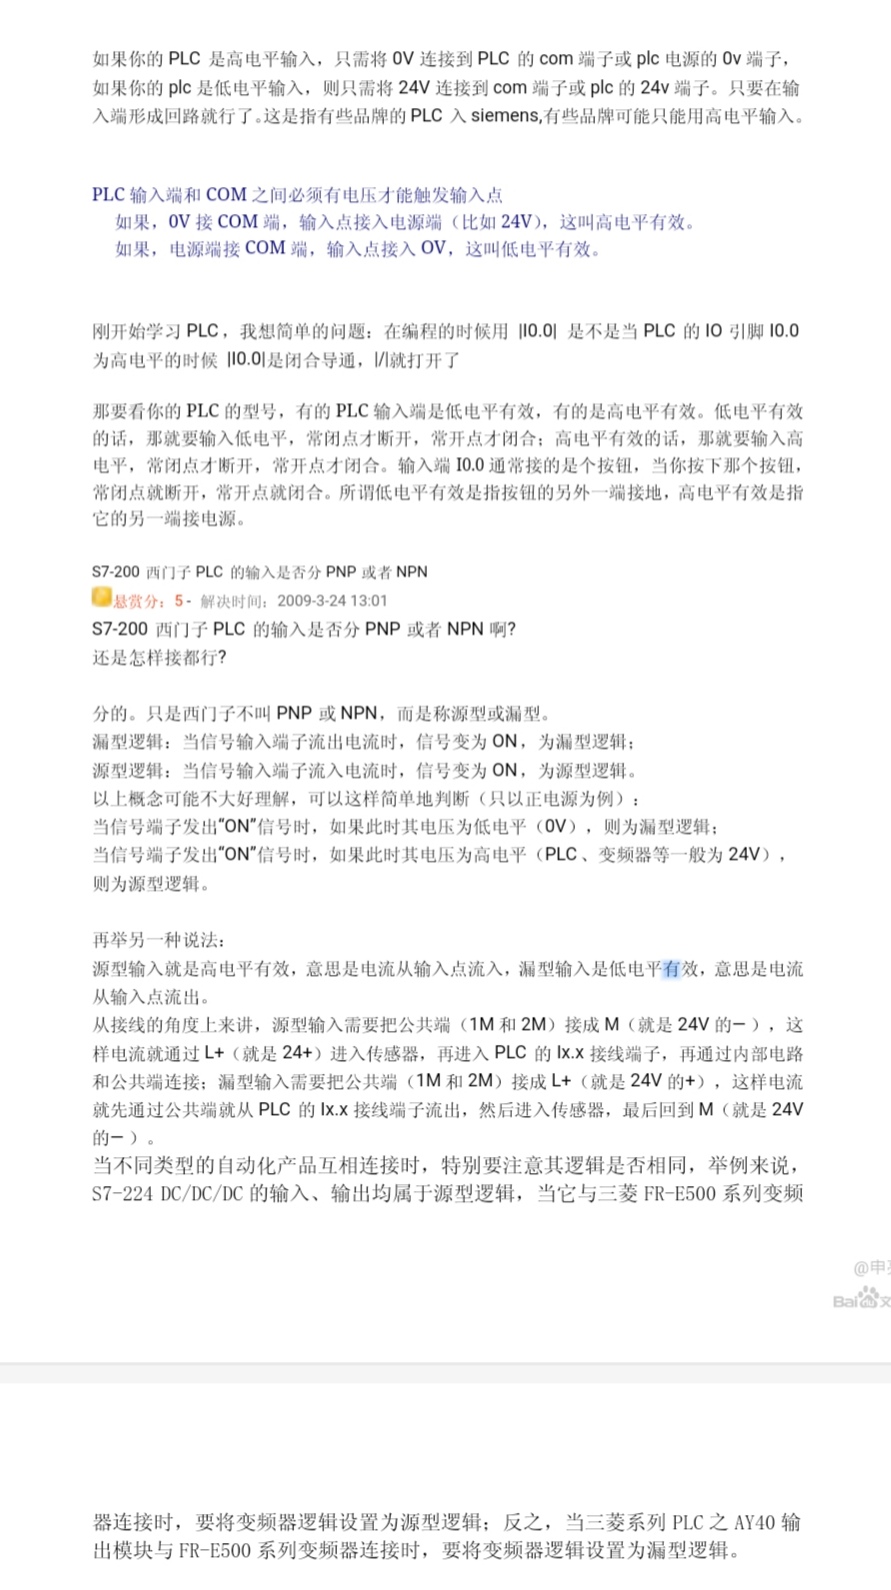 如果你的 PLC 是高电平输入，只需将 0V 连接到 PLC 的 com 端子或 plc 电源的 0v 端子，
如果你的 plc 是低电平输入，则只需将 24V 连接到 com 端子或 plc 的 24v 端子。只要在输
入端形成回路就行了。这是指有些品牌的 PLC 入 siemens,有些品牌可能只能用高电平输入。
PLC 输入端和 COM 之间必须有电压才能触发输入点
如果，0V 接 COM 端，输入点接入电源端（比如 24V），这叫高电平有效。
如果，电源端接 COM 端，输入点接入 OV，这叫低电平有效。
刚开始学习 PLC，我想简单的问题：在编程的时候用 |I0.0| 是不是当 PLC 的 IO 引脚 I0.0
为高电平的时候 |I0.0|是闭合导通，|/|就打开了
那要看你的 PLC 的型号，有的 PLC 输入端是低电平有效，有的是高电平有效。低电平有效
的话，那就要输入低电平，常闭点才断开，常开点才闭合；高电平有效的话，那就要输入高
电平，常闭点才断开，常开点才闭合。输入端 I0.0 通常接的是个按钮，当你按下那个按钮，
常闭点就断开，常开点就闭合。所谓低电平有效是指按钮的另外一端接地，高电平有效是指
它的另一端接电源。
S7-200 西门子 PLC 的输入是否分 PNP 或者 NPN
悬赏分：5 - 解决时间：2009-3-24 13:01
S7-200 西门子 PLC 的输入是否分 PNP 或者 NPN 啊?
还是怎样接都行?
分的。只是西门子不叫 PNP 或 NPN，而是称源型或漏型。
漏型逻辑：当信号输入端子流出电流时，信号变为 ON，为漏型逻辑；
源型逻辑：当信号输入端子流入电流时，信号变为 ON，为源型逻辑。
以上概念可能不大好理解，可以这样简单地判断（只以正电源为例）：
当信号端子发出“ON”信号时，如果此时其电压为低电平（0V），则为漏型逻辑；
当信号端子发出“ON”信号时，如果此时其电压为高电平（PLC、变频器等一般为 24V），
则为源型逻辑。
再举另一种说法：
源型输入就是高电平有效，意思是电流从输入点流入，漏型输入是低电平有效，意思是电流
从输入点流出。
从接线的角度上来讲，源型输入需要把公共端（1M 和 2M）接成 M（就是 24V 的— ），这
样电流就通过 L+（就是 24+）进入传感器，再进入 PLC 的 Ix.x 接线端子，再通过内部电路
和公共端连接；漏型输入需要把公共端（1M 和 2M）接成 L+（就是 24V 的+），这样电流
就先通过公共端就从 PLC 的 Ix.x 接线端子流出，然后进入传感器，最后回到 M（就是 24V
的— ）。
当不同类型的自动化产品互相连接时，特别要注意其逻辑是否相同，举例来说，
S7-224 DC/DC/DC 的输入、输出均属于源型逻辑，当它与三菱 FR-E500 系列变频
@申
Bai
器连接时，要将变频器逻辑设置为源型逻辑；反之，当三菱系列 PLC 之 AY40 输
出模块与 FR-E500 系列变频器连接时，要将变频器逻辑设置为漏型逻辑。